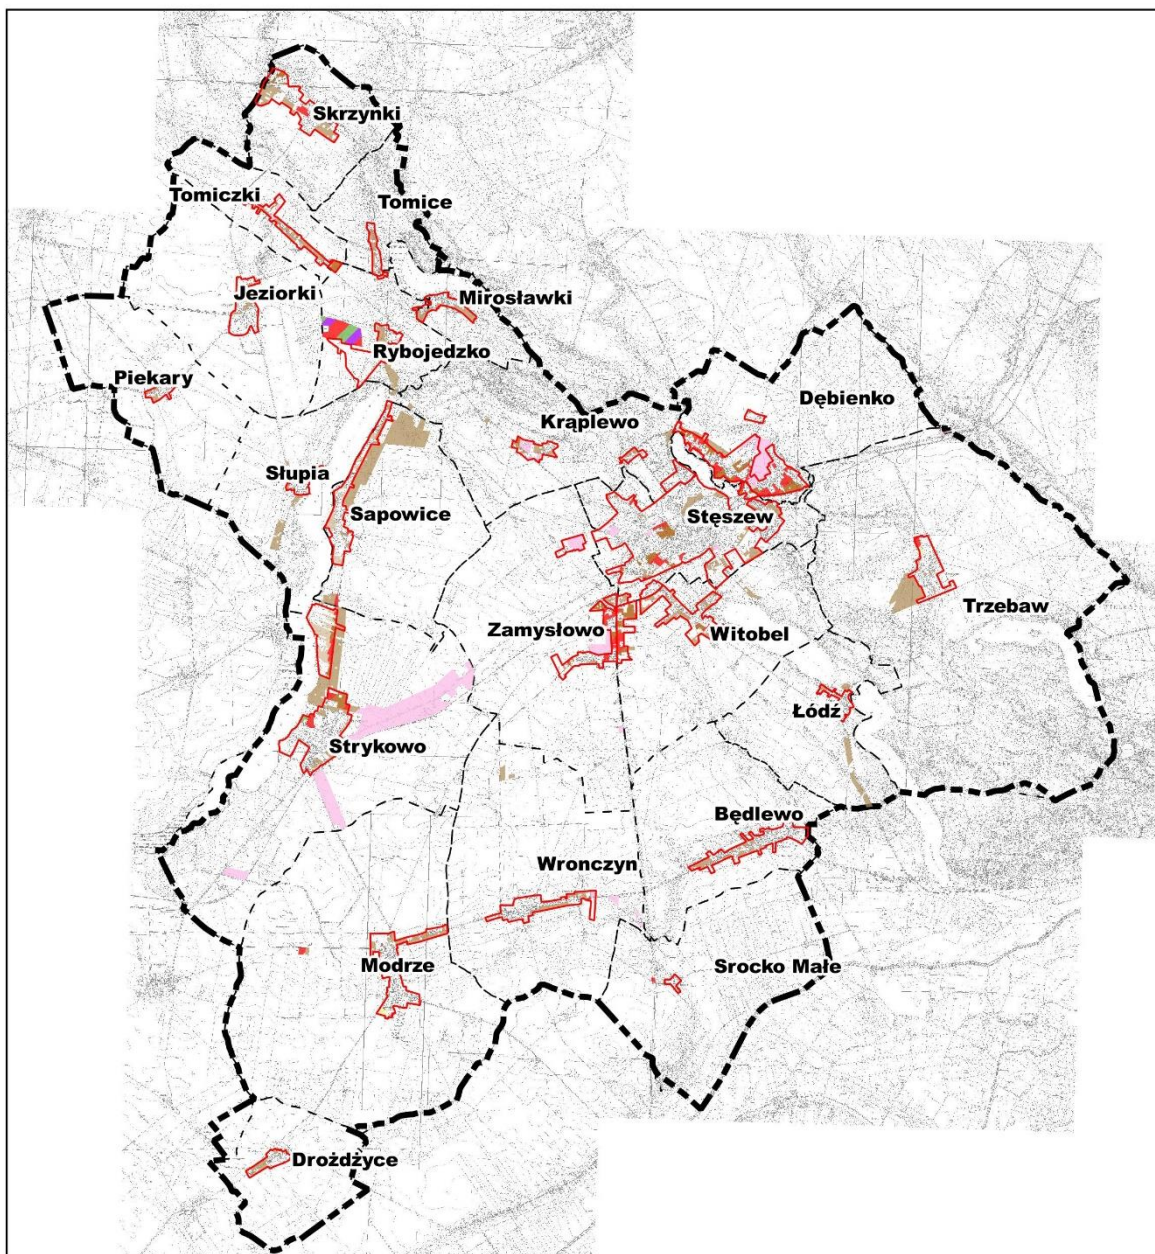 Skrzynki
Tomiczki
Tomice
Jeziorki
Mirosławki
Rybojedzko
Piekary
Dębienko
Krąplewo
Słupia
Sapowice
Stęszew
Trzebaw
Zamysłowo
Witobel
Łódź
Strykowo
Będlewo
Wronczyn
Modrze
Srocko Małe
Drożdżyce